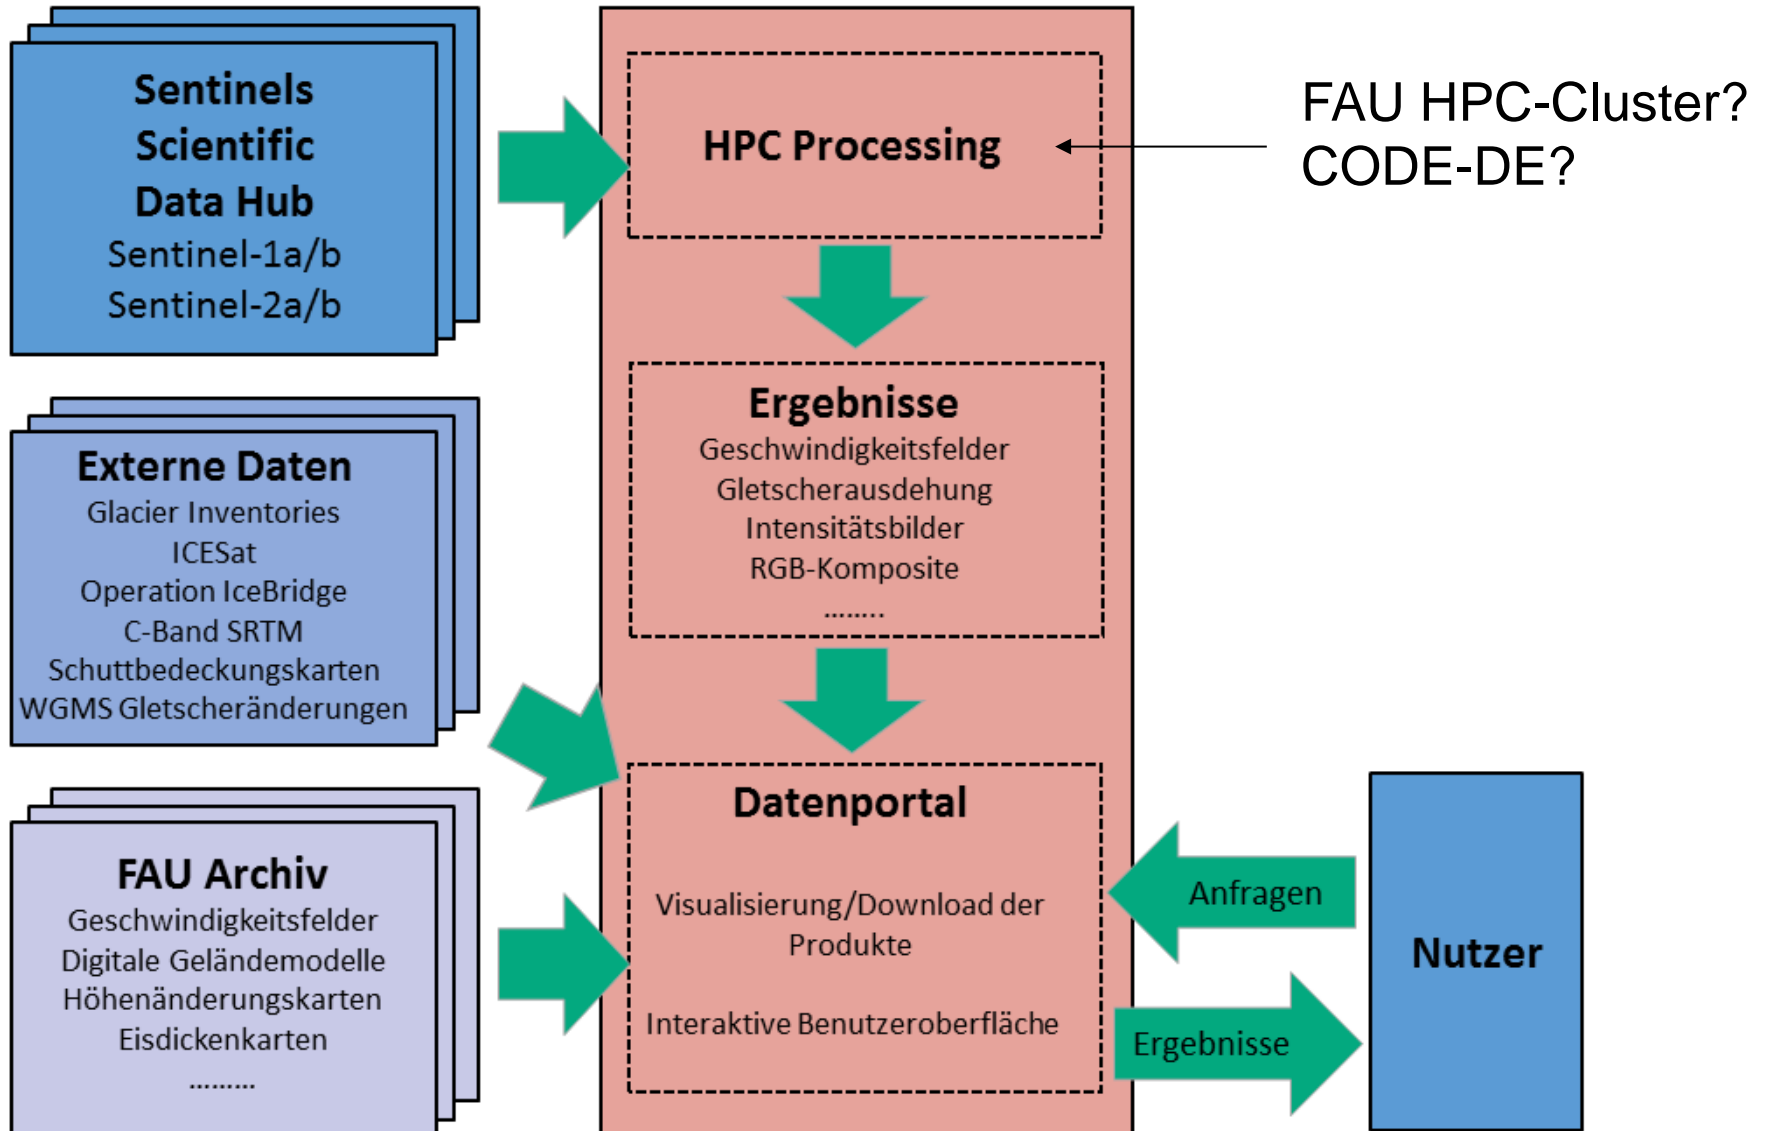 Sentinels
Scientific
Data Hub
Sentinel-1a/b
Sentinel-2a/b
Externe Daten
Glacier Inventories
ICESat
Operation IceBridge
C-Band SRTM
Schuttbedeckungskarten
WGMS Gletscheränderungen
FAU Archiv
Geschwindigkeitsfelder
Digitale Geländemodelle
Höhenänderungskarten
Eisdickenkarten
.........
HPC Processing
Ergebnisse
Geschwindigkeitsfelder
Gletscherausdehung
Intensitätsbilder
RGB-Komposite
........
Datenportal
Visualisierung/Download der
Produkte
Interaktive Benutzeroberfläche
FAU HPC-Cluster?
CODE-DE?
Anfragen
Ergebnisse
Nutzer